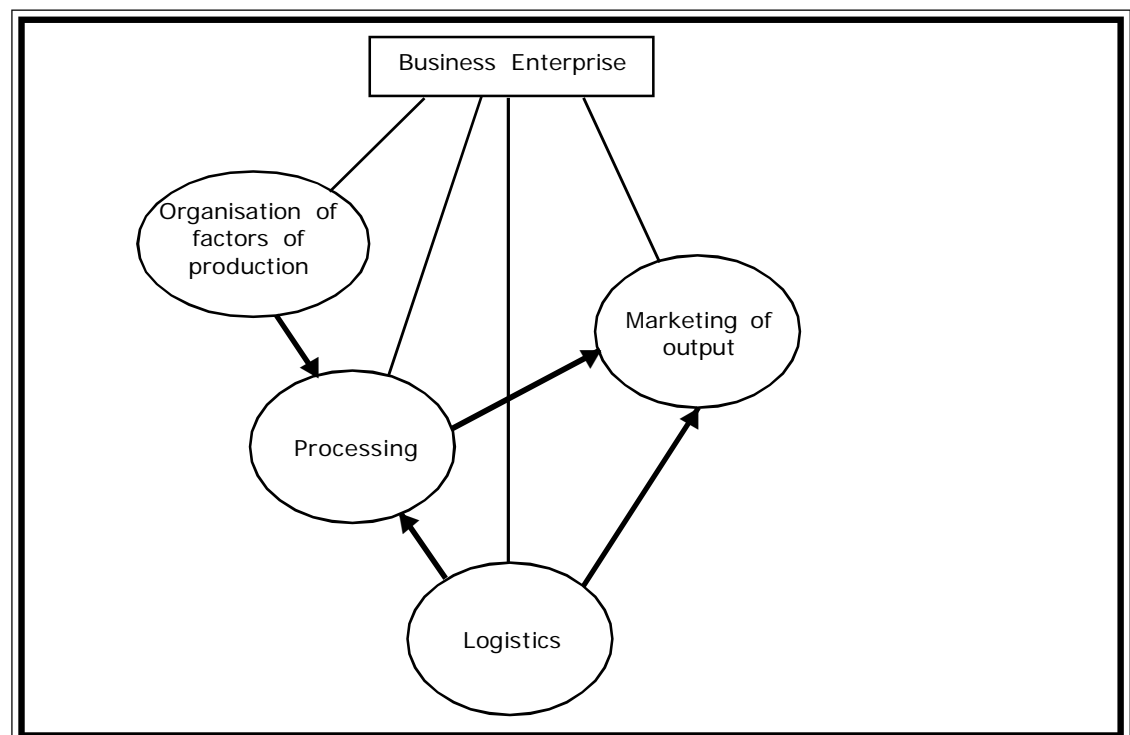 Business Enterprise
Organisation of
factors of
production
Marketing of
output
Processing
Logistics